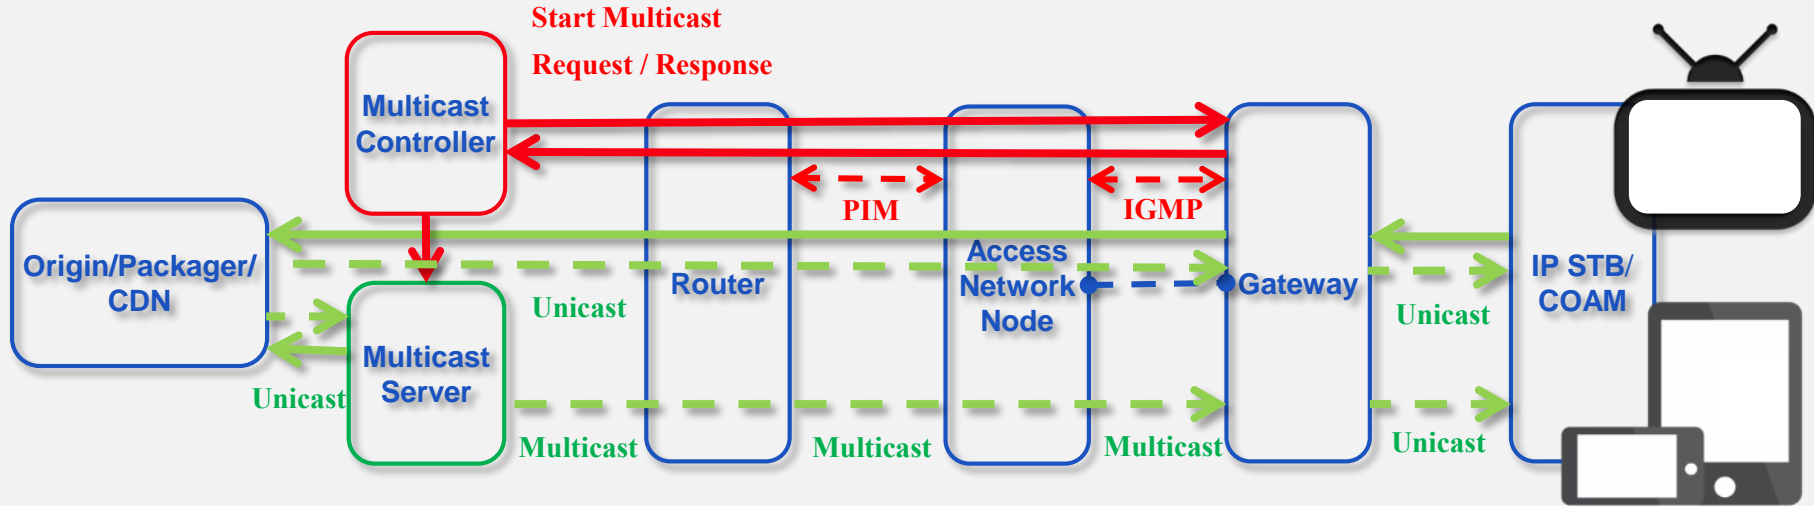 Start Multicast
Request / Response
Multicast
Controller
PIM
IGMP
Origin/Packager/
CDN
Unicast
Router
Access
Network
Node
Gateway
Unicast
IP STB/
COAM
Multicast
Server
Unicast
Multicast
Multicast
Multicast
Unicast